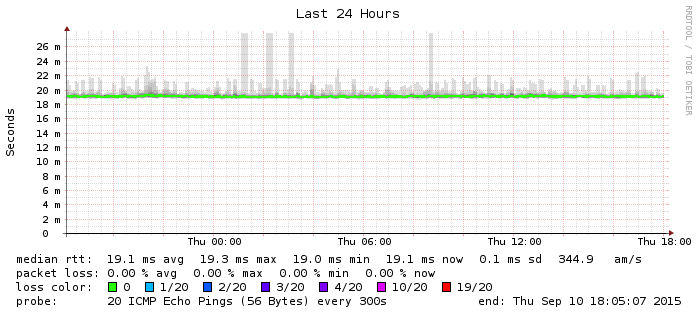 Last 24 Hours
RRDTOOL / TOBI OETIKER
Seconds
26 m
24 m
22 m
20 m
18 m
16 m
14 m
12 m
10 m
8 m
6 m
4 m
2 m
0
Thu 00:00 Thu 06:00 Thu 12:00 Thu 18:00
median rtt: 19.1 ms avg 19.3 ms max 19.0 ms min 19.1 ms now 0.1 ms sd 344.9 am/s
packet loss: 0.00 % avg 0.00 % max 0.00 % min 0.00 % now
loss color: 0 1/20 2/20 3/20 4/20 10/20 19/20
probe: 20 ICMP Echo Pings (56 Bytes) every 300s end: Thu Sep 10 18:05:07 2015